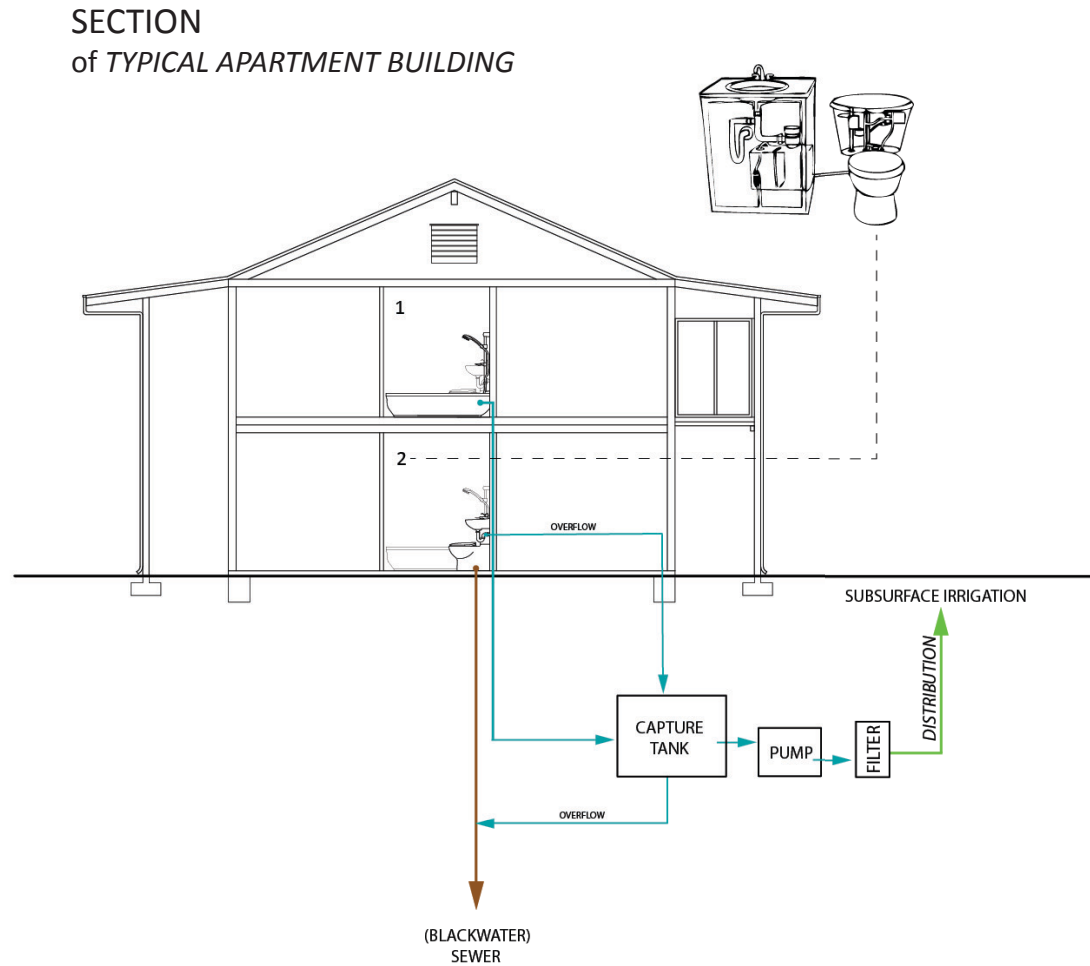 SECTION
of TYPICAL APARTMENT BUILDING
1
2
OVERFLOW
SUBSURFACE IRRIGATION
DISTRIBUTION
CAPTURE
TANK
PUMP
FILTER
OVERFLOW
(BLACKWATER)
SEWER